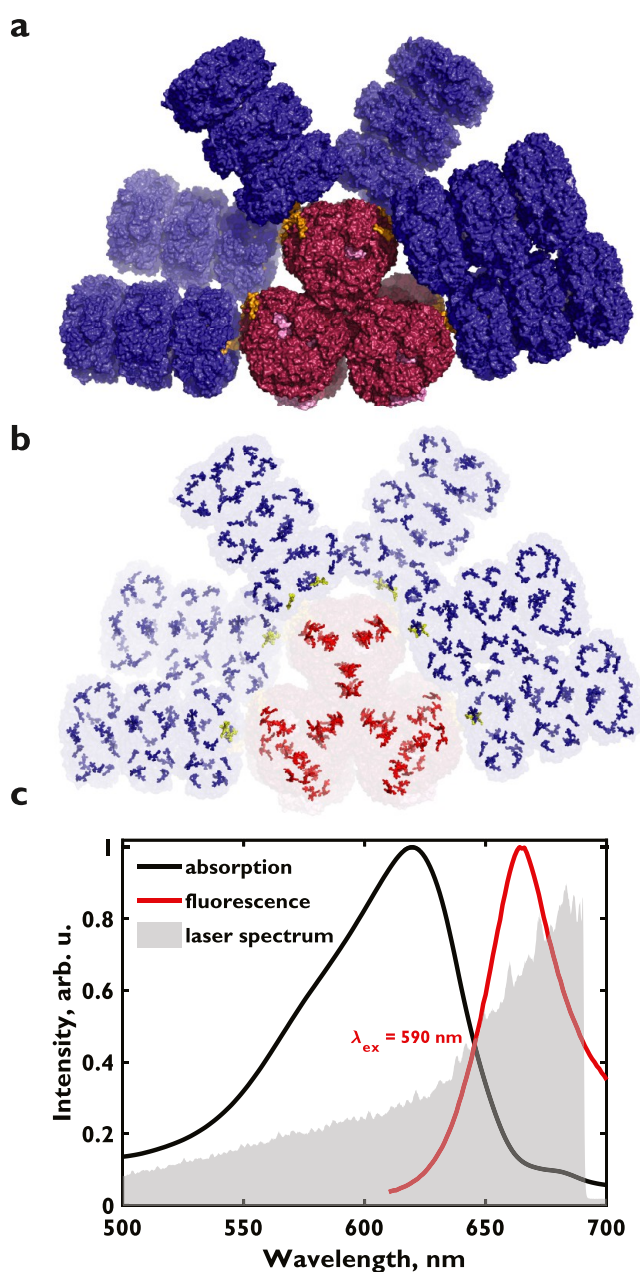 a
b
c
1
absorption
fluorescence
laser spectrum
0.8
0.6
λex = 590 nm
0.4
0.2
0
Intensity, arb. u.
500 550 600 650 700
Wavelength, nm